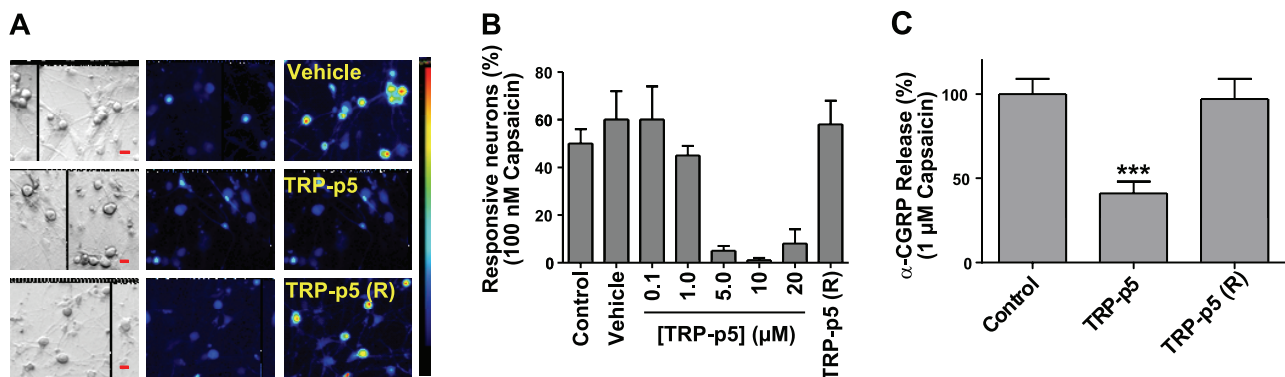 A
Vehicle
TRP-p5
TRP-p5 (R)
B
Responsive neurons (%)
(100 nM Capsaicin)
80
60
40
20
0
Control
Vehicle
0.1
1.0
5.0
10
20
TRP-p5 (R)
[TRP-p5] (µM)
C
α-CGRP Release (%)
(1 µM Capsaicin)
100
50
0
***
Control
TRP-p5
TRP-p5 (R)